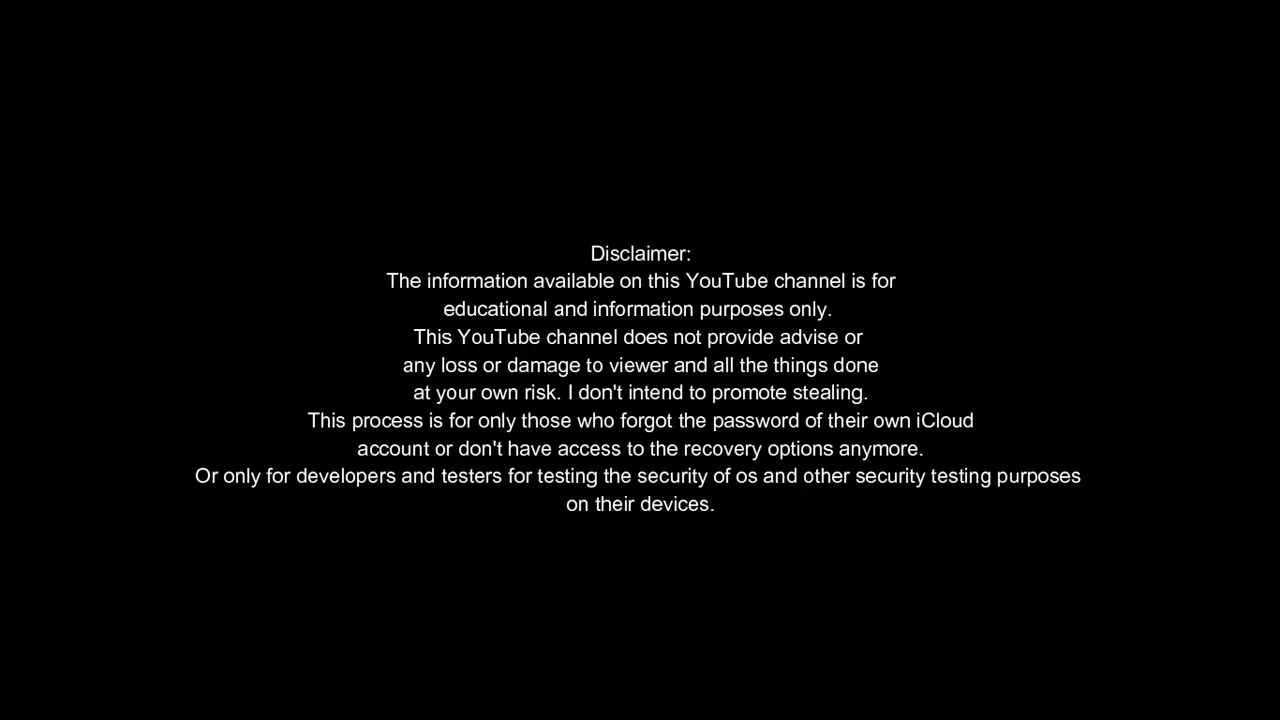 Disclaimer:
The information available on this YouTube channel is for
educational and information purposes only.
This YouTube channel does not provide advise or
any loss or damage to viewer and all the things done
at your own risk. I don't intend to promote stealing.
This process is for only those who forgot the password of their own iCloud
account or don't have access to the recovery options anymore.
Or only for developers and testers for testing the security of os and other security testing purposes
on their devices.